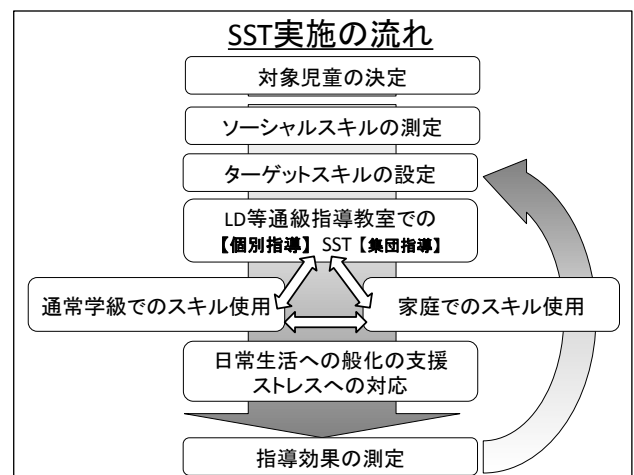 SST実施の流れ
対象児童の決定
ソーシャルスキルの測定
ターゲットスキルの設定
LD等通級指導教室での
【個別指導】 SST 【集団指導】
通常学級でのスキル使用
家庭でのスキル使用
日常生活への般化の支援
ストレスへの対応
指導効果の測定